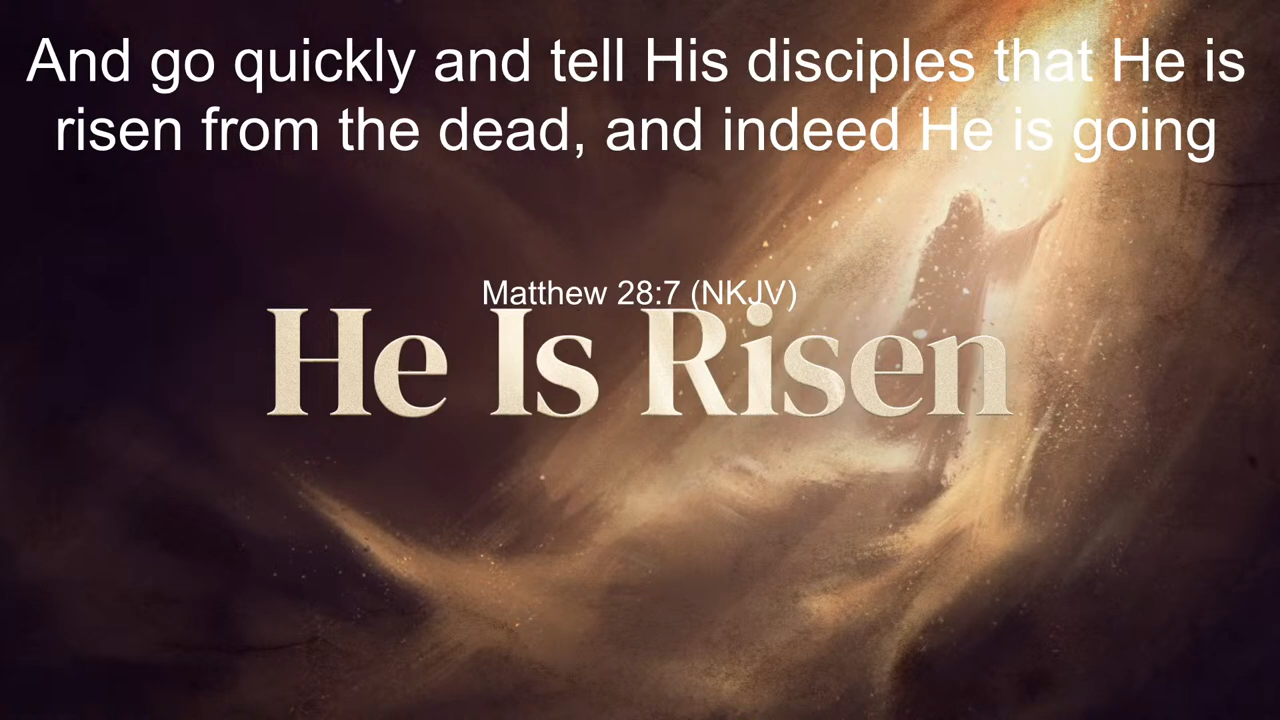 And go quickly and tell His disciples that He is
risen from the dead, and indeed He is going
Matthew 28:7 (NKJV)
He Is Risen